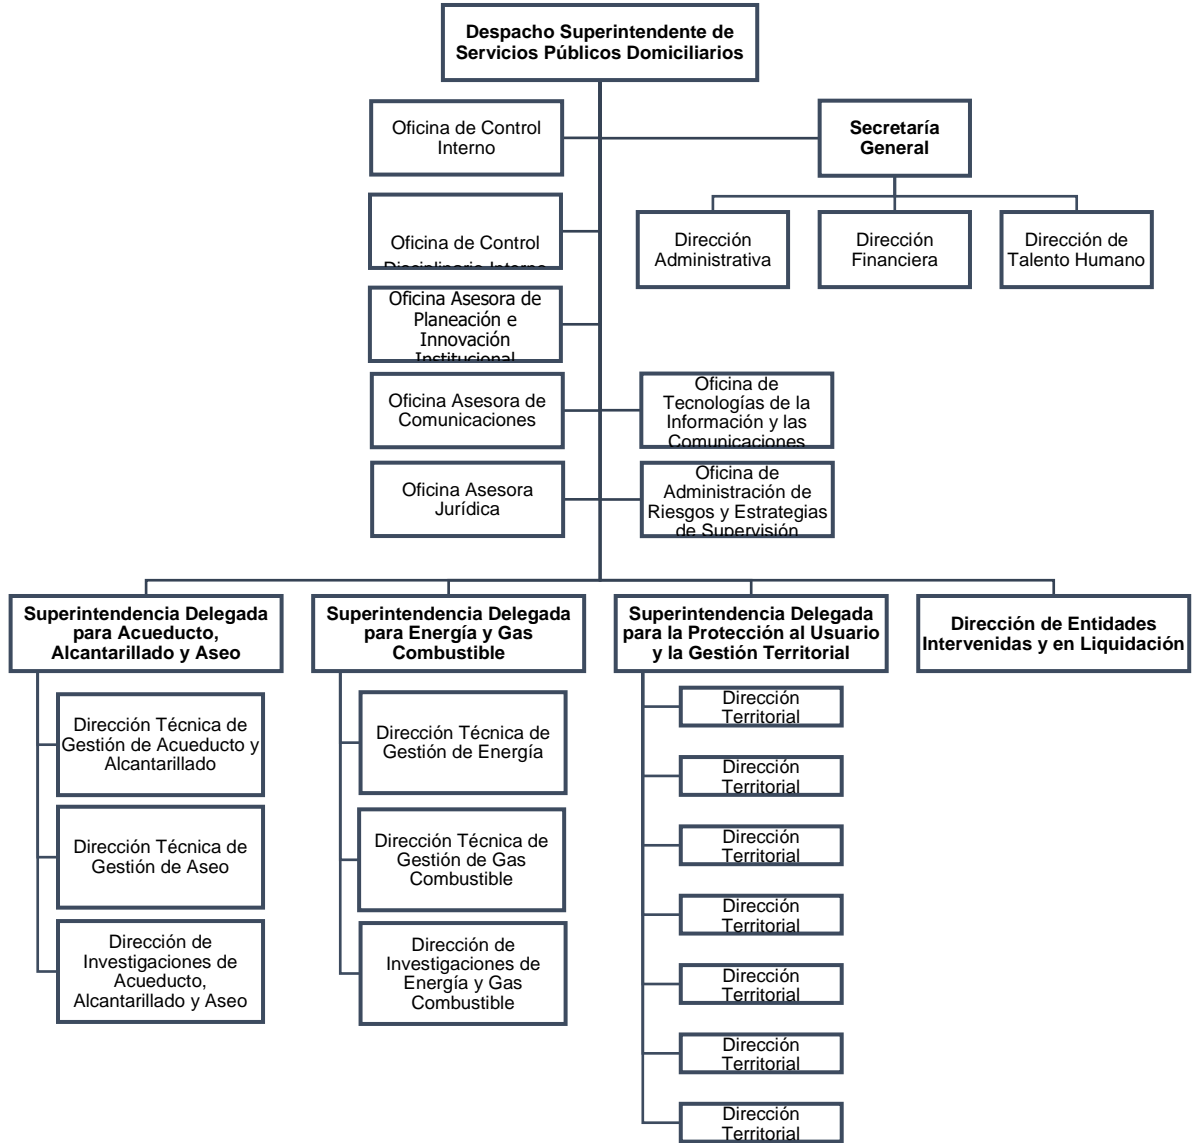 Despacho Superintendente de
Servicios Públicos Domiciliarios
Oficina de Control
Interno
Secretaría
General
Oficina de Control
Disciplinario Interno
Dirección
Administrativa
Dirección
Financiera
Dirección de
Talento Humano
Oficina Asesora de
Planeación e
Innovación
Institucional
Oficina Asesora de
Comunicaciones
Oficina de
Tecnologías de la
Información y las
Comunicaciones
Oficina Asesora
Jurídica
Oficina de
Administración de
Riesgos y Estrategias
de Supervisión
Superintendencia Delegada
para Acueducto,
Alcantarillado y Aseo
Superintendencia Delegada
para Energía y Gas
Combustible
Superintendencia Delegada
para la Protección al Usuario
y la Gestión Territorial
Dirección de Entidades
Intervenidas y en Liquidación
Dirección Técnica de
Gestión de Acueducto y
Alcantarillado
Dirección Técnica de
Gestión de Aseo
Dirección de
Investigaciones de
Acueducto,
Alcantarillado y Aseo
Dirección Técnica de
Gestión de Energía
Dirección Técnica de
Gestión de Gas
Combustible
Dirección de
Investigaciones de
Energía y Gas
Combustible
Dirección
Territorial
Dirección
Territorial
Dirección
Territorial
Dirección
Territorial
Dirección
Territorial
Dirección
Territorial
Dirección
Territorial